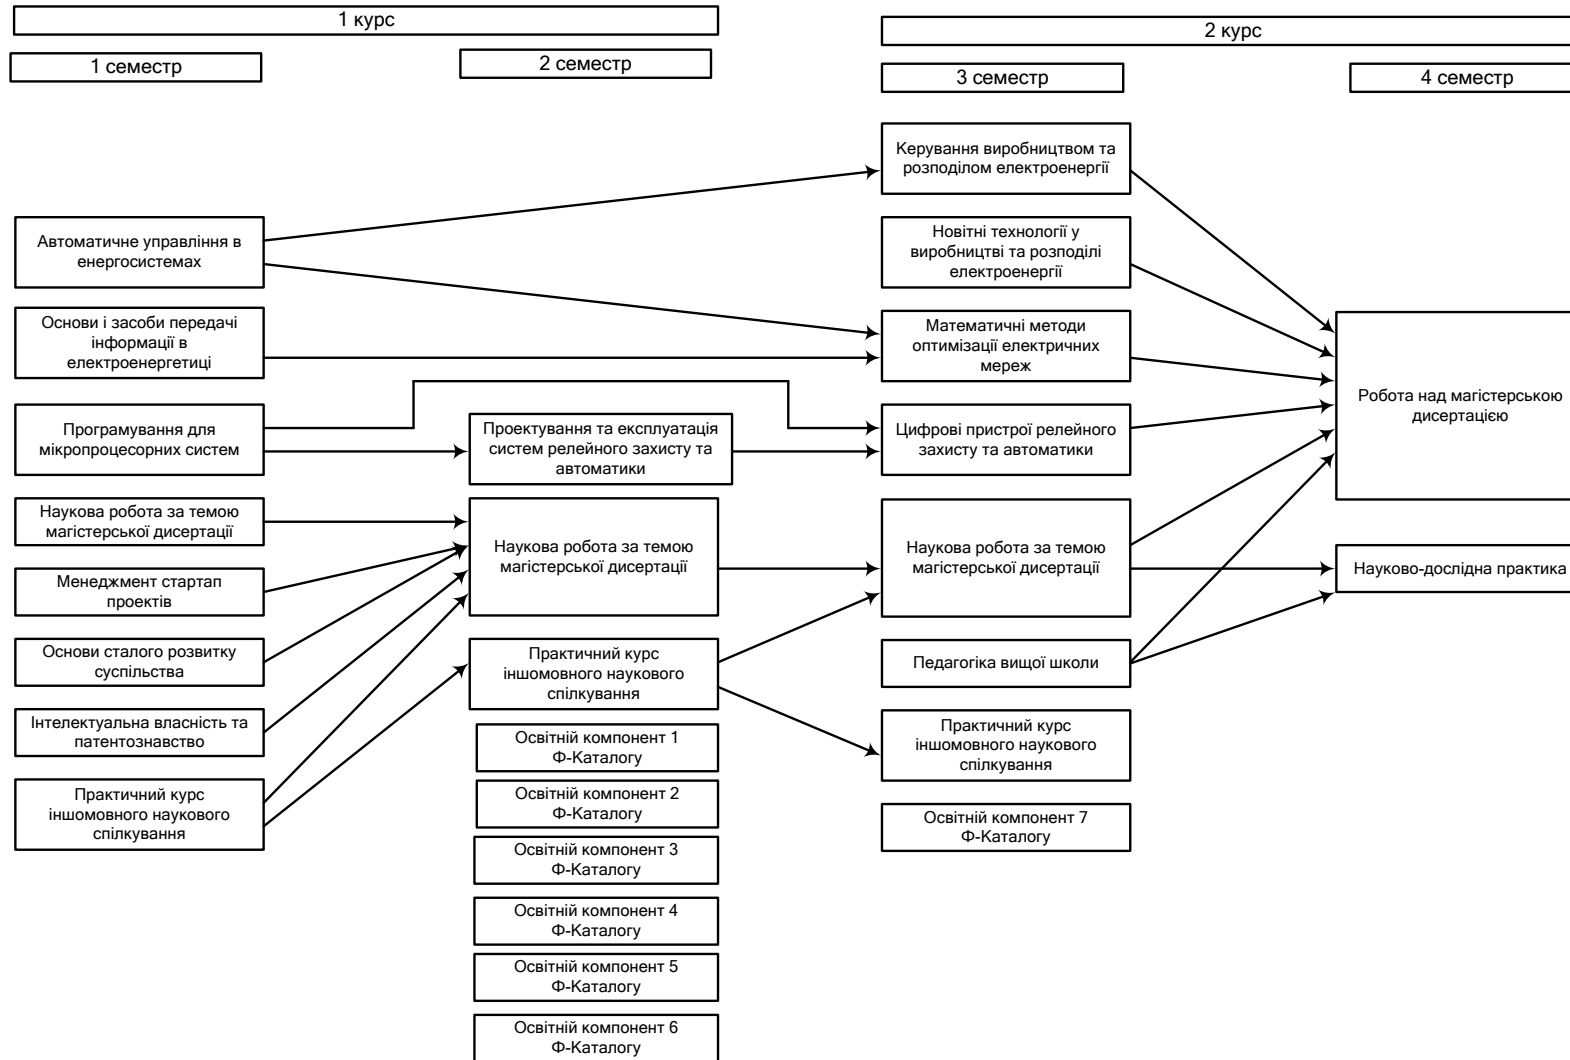 1 курс
2 курс
1 семестр
2 семестр
3 семестр
4 семестр
Автоматичне управління в
енергосистемах
Основи і засоби передачі
інформації в
електроенергетиці
Програмування для
мікропроцесорних систем
Наукова робота за темою
магістерської дисертації
Менеджмент стартап
проектів
Основи сталого розвитку
суспільства
Інтелектуальна власність та
патентознавство
Практичний курс
іншомовного наукового
спілкування
Проектування та експлуатація
систем релейного захисту та
автоматики
Наукова робота за темою
магістерської дисертації
Практичний курс
іншомовного наукового
спілкування
Освітній компонент 1
Ф-Каталогу
Освітній компонент 2
Ф-Каталогу
Освітній компонент 3
Ф-Каталогу
Освітній компонент 4
Ф-Каталогу
Освітній компонент 5
Ф-Каталогу
Освітній компонент 6
Ф-Каталогу
Керування виробництвом та
розподілом електроенергії
Новітні технології у
виробництві та розподілі
електроенергії
Математичні методи
оптимізації електричних
мереж
Цифрові пристрої релейного
захисту та автоматики
Наукова робота за темою
магістерської дисертації
Педагогіка вищої школи
Практичний курс
іншомовного наукового
спілкування
Освітній компонент 7
Ф-Каталогу
Робота над магістерською
дисертацією
Науково-дослідна практика